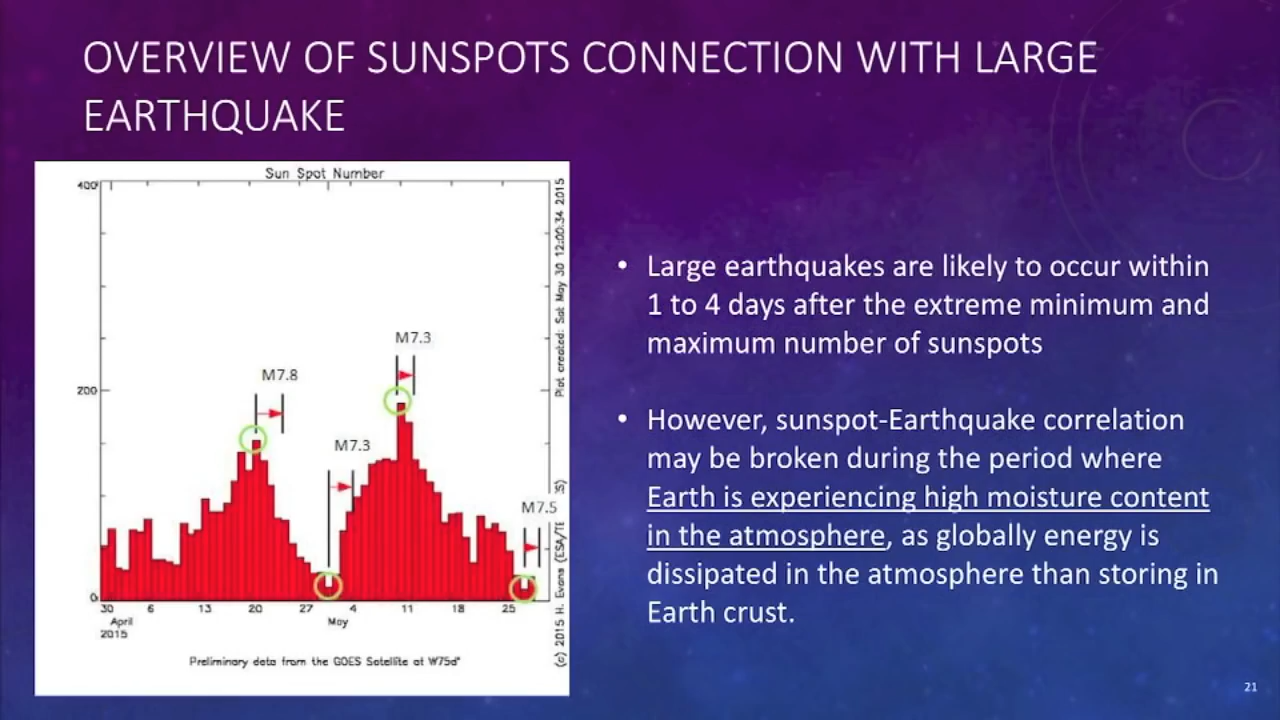 OVERVIEW OF SUNSPOTS CONNECTION WITH LARGE
EARTHQUAKE
Sun Spot Number
400
200
0
M7.8
M7.3
M7.3
M7.5
30 6 13 20 27 4 11 18 25
April May
2015
Preliminary data from the GOES Satellite at W75d°
Plot created: Sat May 30 12:00:34 2015
(c) 2015 H. Evans (ESA/TE
S)
• Large earthquakes are likely to occur within
1 to 4 days after the extreme minimum and
maximum number of sunspots
• However, sunspot-Earthquake correlation
may be broken during the period where
Earth is experiencing high moisture content
in the atmosphere, as globally energy is
dissipated in the atmosphere than storing in
Earth crust.
21